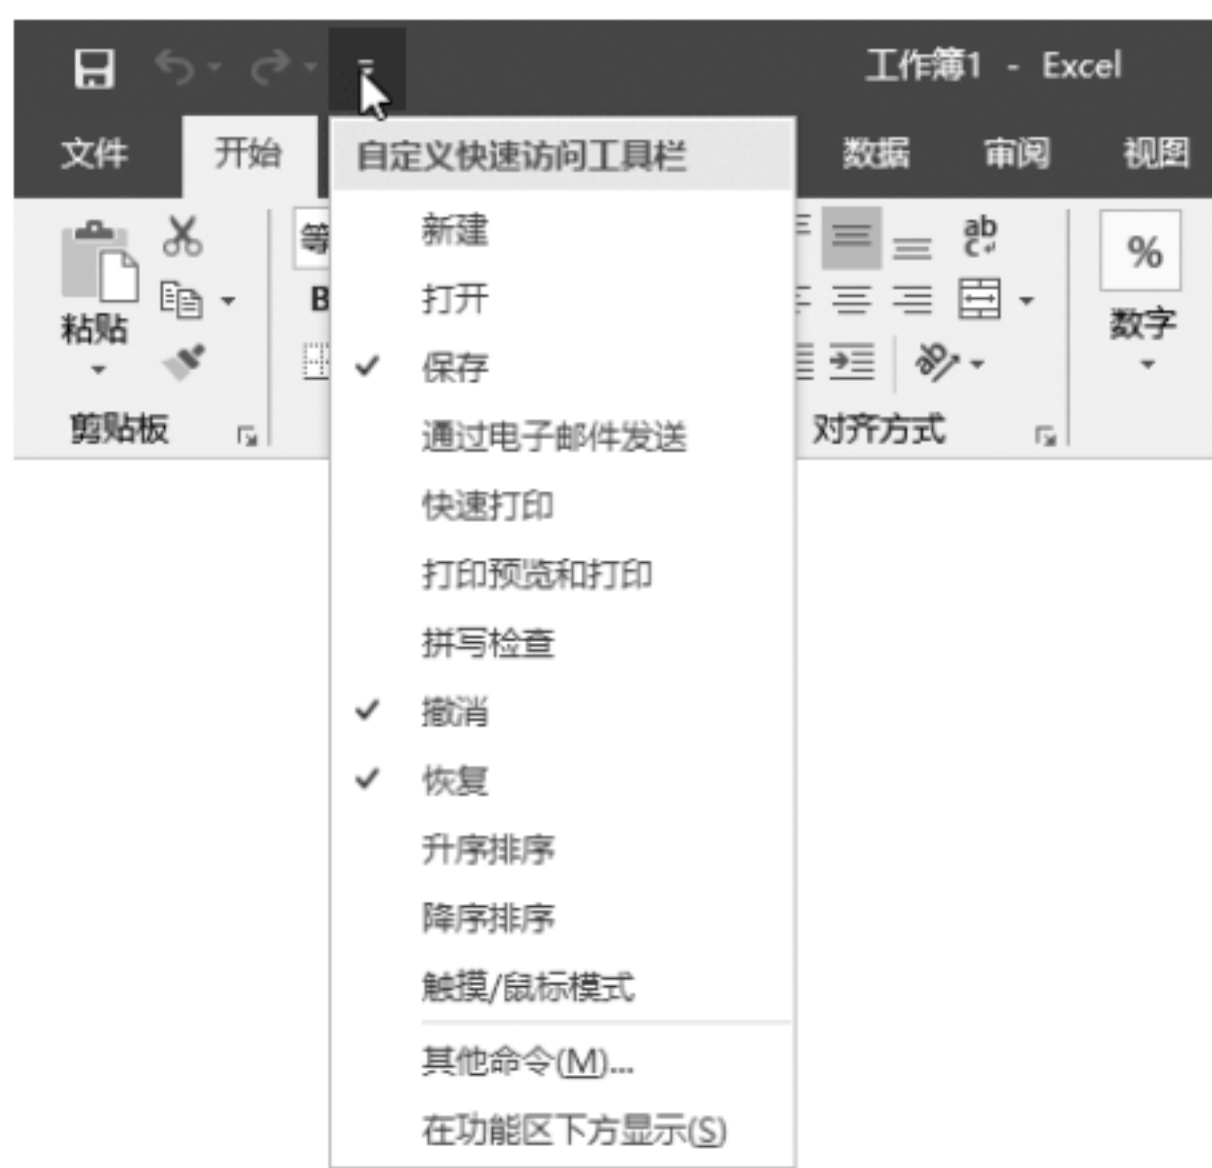 工作簿1 - Excel
文件 开始 数据 审阅 视图
自定义快速访问工具栏
新建
打开
保存
通过电子邮件发送
快速打印
打印预览和打印
拼写检查
撤消
恢复
升序排序
降序排序
触摸/鼠标模式
其他命令(M)...
在功能区下方显示(S)
粘贴
剪贴板
等
B
ab
c
ab
对齐方式
%
数字